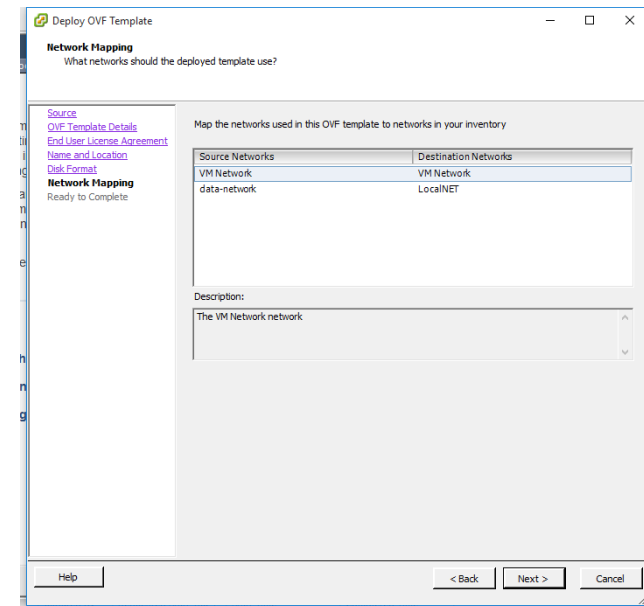 Deploy OVF Template
Network Mapping
What networks should the deployed template use?
Source
OVF Template Details
End User License Agreement
Name and Location
Disk Format
Network Mapping
Ready to Complete
Map the networks used in this OVF template to networks in your inventory
Source Networks Destination Networks
VM Network VM Network
data-network LocalNET
Description:
The VM Network network
Help < Back Next > Cancel